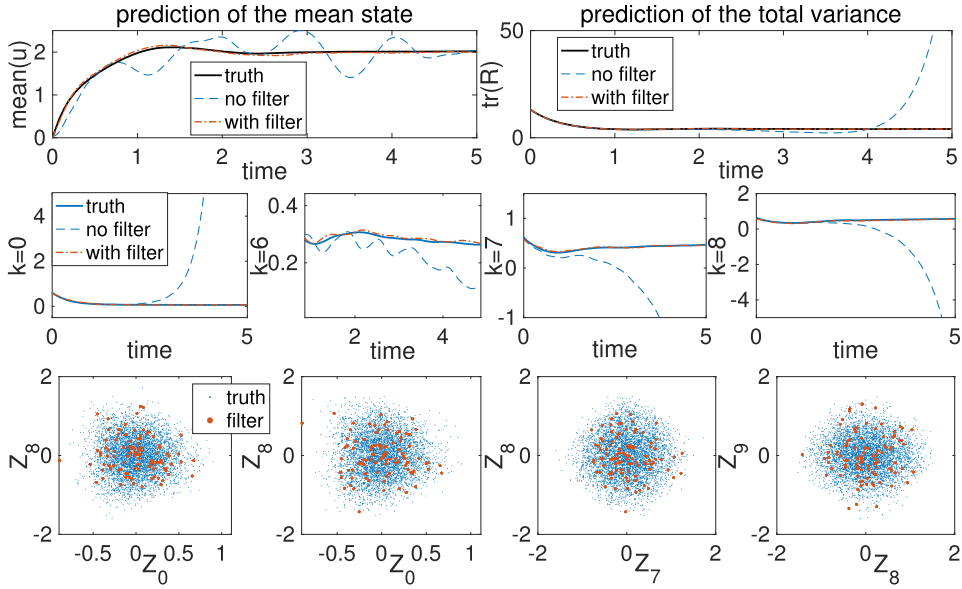 prediction of the mean state
prediction of the total variance
mean(u)
2
1
0
truth
no filter
with filter
0 1 2 3 4 5
time
tr(R)
50
0
truth
no filter
with filter
0 1 2 3 4 5
time
k=0
4
2
0
truth
no filter
with filter
0 5
time
k=6
0.4
0.2
2 4
time
k=7
1
0
-1
0 5
time
k=8
2
0
-2
-4
0 5
time
Z8
2
0
-2
truth
filter
-0.5 0 0.5 1
Z0
Z8
2
0
-2
-0.5 0 0.5 1
Z0
Z8
2
0
-2
-2 0 2
Z7
Z9
2
0
-2
-2 0 2
Z8